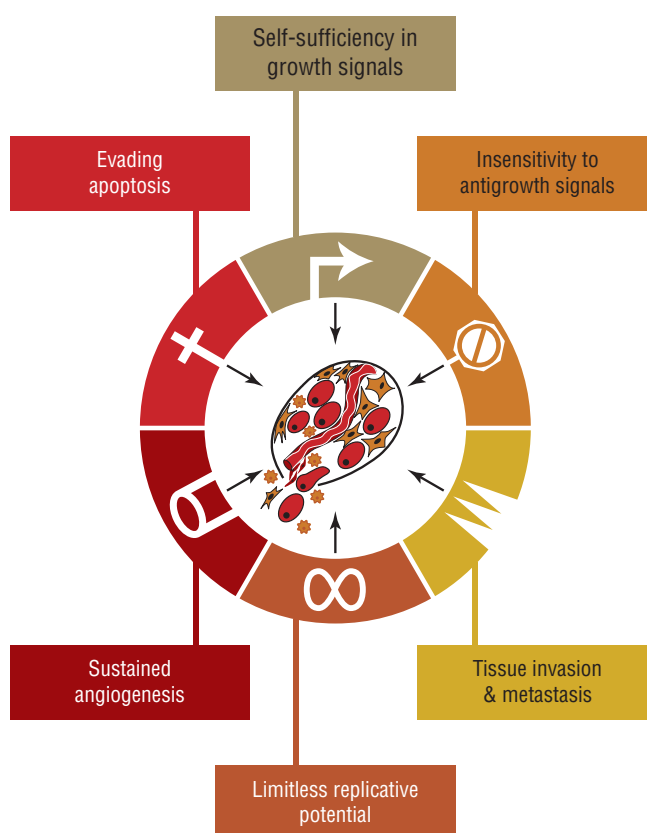 Self-sufficiency in
growth signals
Evading
apoptosis
Insensitivity to
antigrowth signals
Sustained
angiogenesis
Tissue invasion
& metastasis
Limitless replicative
potential